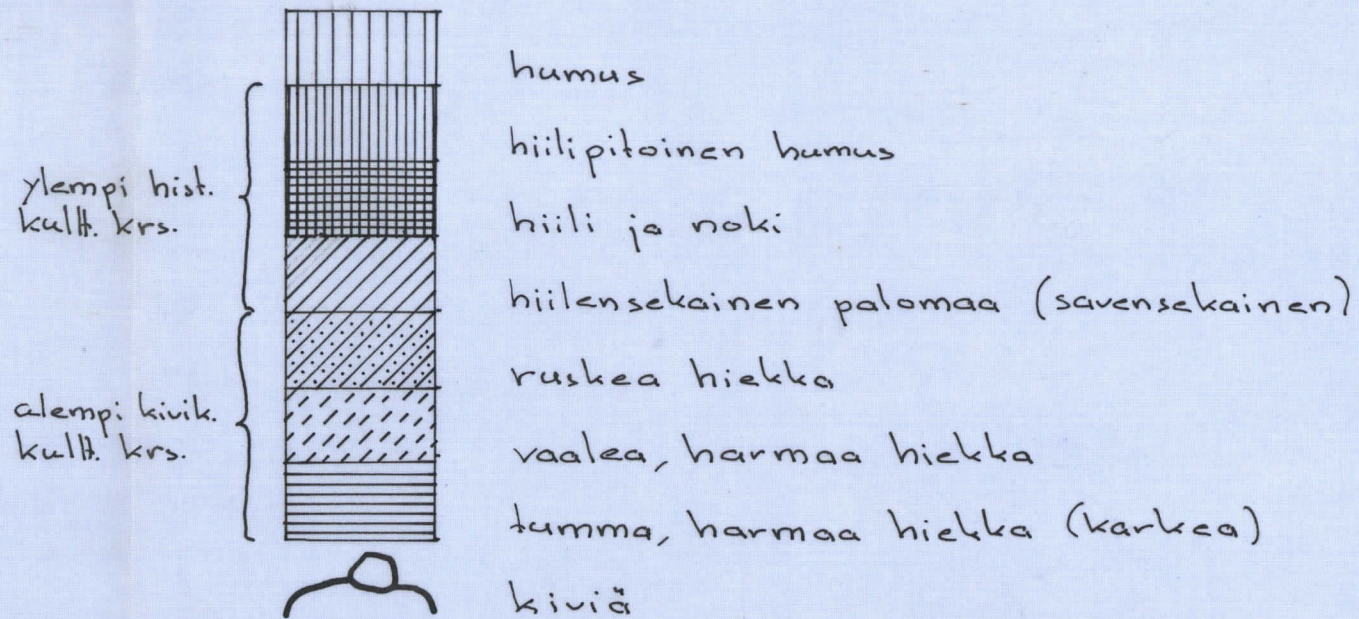 humus
hiilipitoinen humus
ylempi hist.
kultt. krs.
hiili ja noki
hiilensekainen palomaa (savensekainen)
ruskea hiekka
alempi kivik.
kultt. krs.
vaalea, harmaa hiekka
tumma, harmaa hiekka (karkea)
kiviä